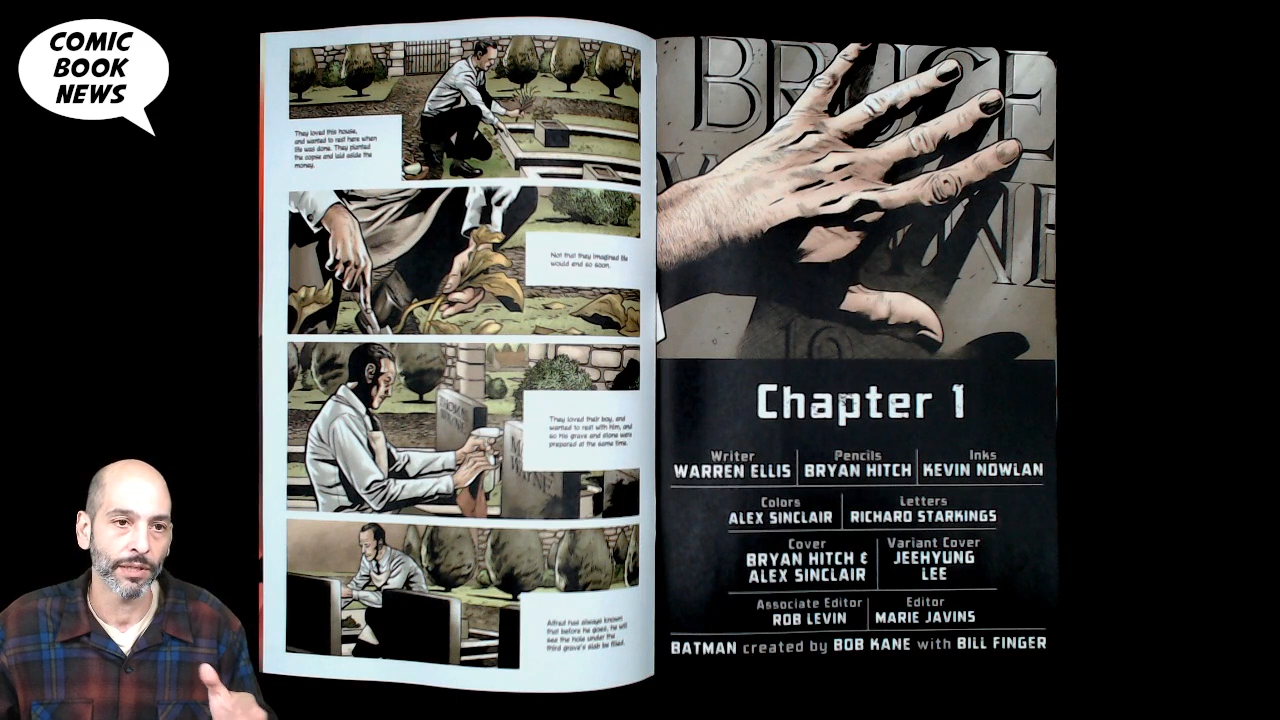 COMIC
BOOK
NEWS
They loved this house,
and wanted to rest here when
life was done. They planted
the copse and laid aside the
money.
Not that they imagined life
would end so soon.
THOMAS
WAYNE
They loved their boy, and
wanted to rest with him, and
so his grave and stone were
prepared at the same time.
WAYNE
Alfred has always known
that before he goes, he will
see the hole under the
third grave's slab be filled.
BRUCE
WAYNE
19
Chapter 1
Writer
WARREN ELLIS
Pencils
BRYAN HITCH
Inks
KEVIN NOWLAN
Colors
ALEX SINCLAIR
Letters
RICHARD STARKINGS
Cover
BRYAN HITCH &
ALEX SINCLAIR
Variant Cover
JEEHYUNG
LEE
Associate Editor
ROB LEVIN
Editor
MARIE JAVINS
BATMAN created by BOB KANE with BILL FINGER